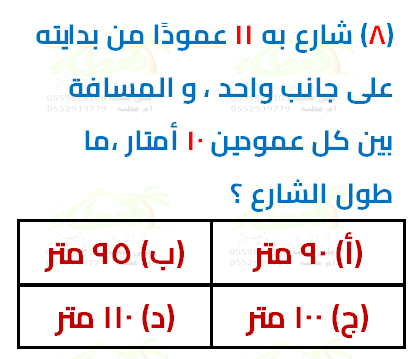 (٨) شارع به ١١ عمودًا من بدايته
على جانب واحد ، و المسافة
بين كل عمودين ١٠ أمتار ،ما
طول الشارع ؟
(أ) ٩٠ متر
(ب) ٩٥ متر
(ج) ١٠٠ متر
(د) ١١٠ متر